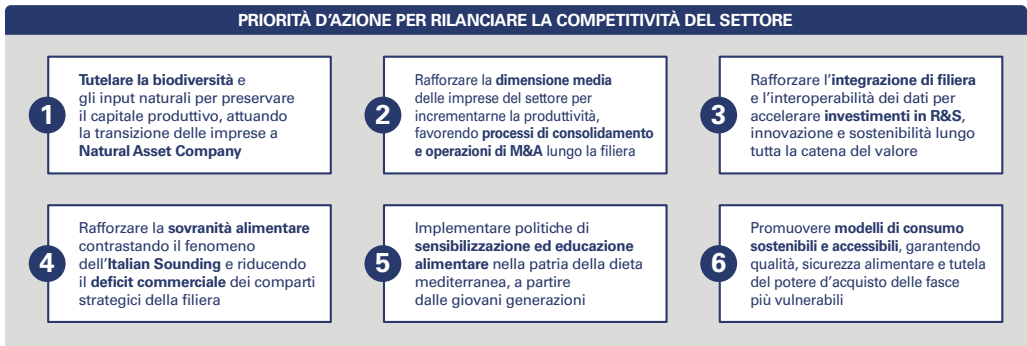 PRIORITÀ D'AZIONE PER RILANCIARE LA COMPETITIVITÀ DEL SETTORE
1
Tutelare la biodiversità e
gli input naturali per preservare
il capitale produttivo, attuando
la transizione delle imprese a
Natural Asset Company
2
Rafforzare la dimensione media
delle imprese del settore per
incrementarne la produttività,
favorendo processi di consolidamento
e operazioni di M&A lungo la filiera
3
Rafforzare l'integrazione di filiera
e l'interoperabilità dei dati per
accelerare investimenti in R&S,
innovazione e sostenibilità lungo
tutta la catena del valore
4
Rafforzare la sovranità alimentare
contrastando il fenomeno
dell'Italian Sounding e riducendo
il deficit commerciale dei comparti
strategici della filiera
5
Implementare politiche di
sensibilizzazione ed educazione
alimentare nella patria della dieta
mediterranea, a partire
dalle giovani generazioni
6
Promuovere modelli di consumo
sostenibili e accessibili, garantendo
qualità, sicurezza alimentare e tutela
del potere d'acquisto delle fasce
più vulnerabili